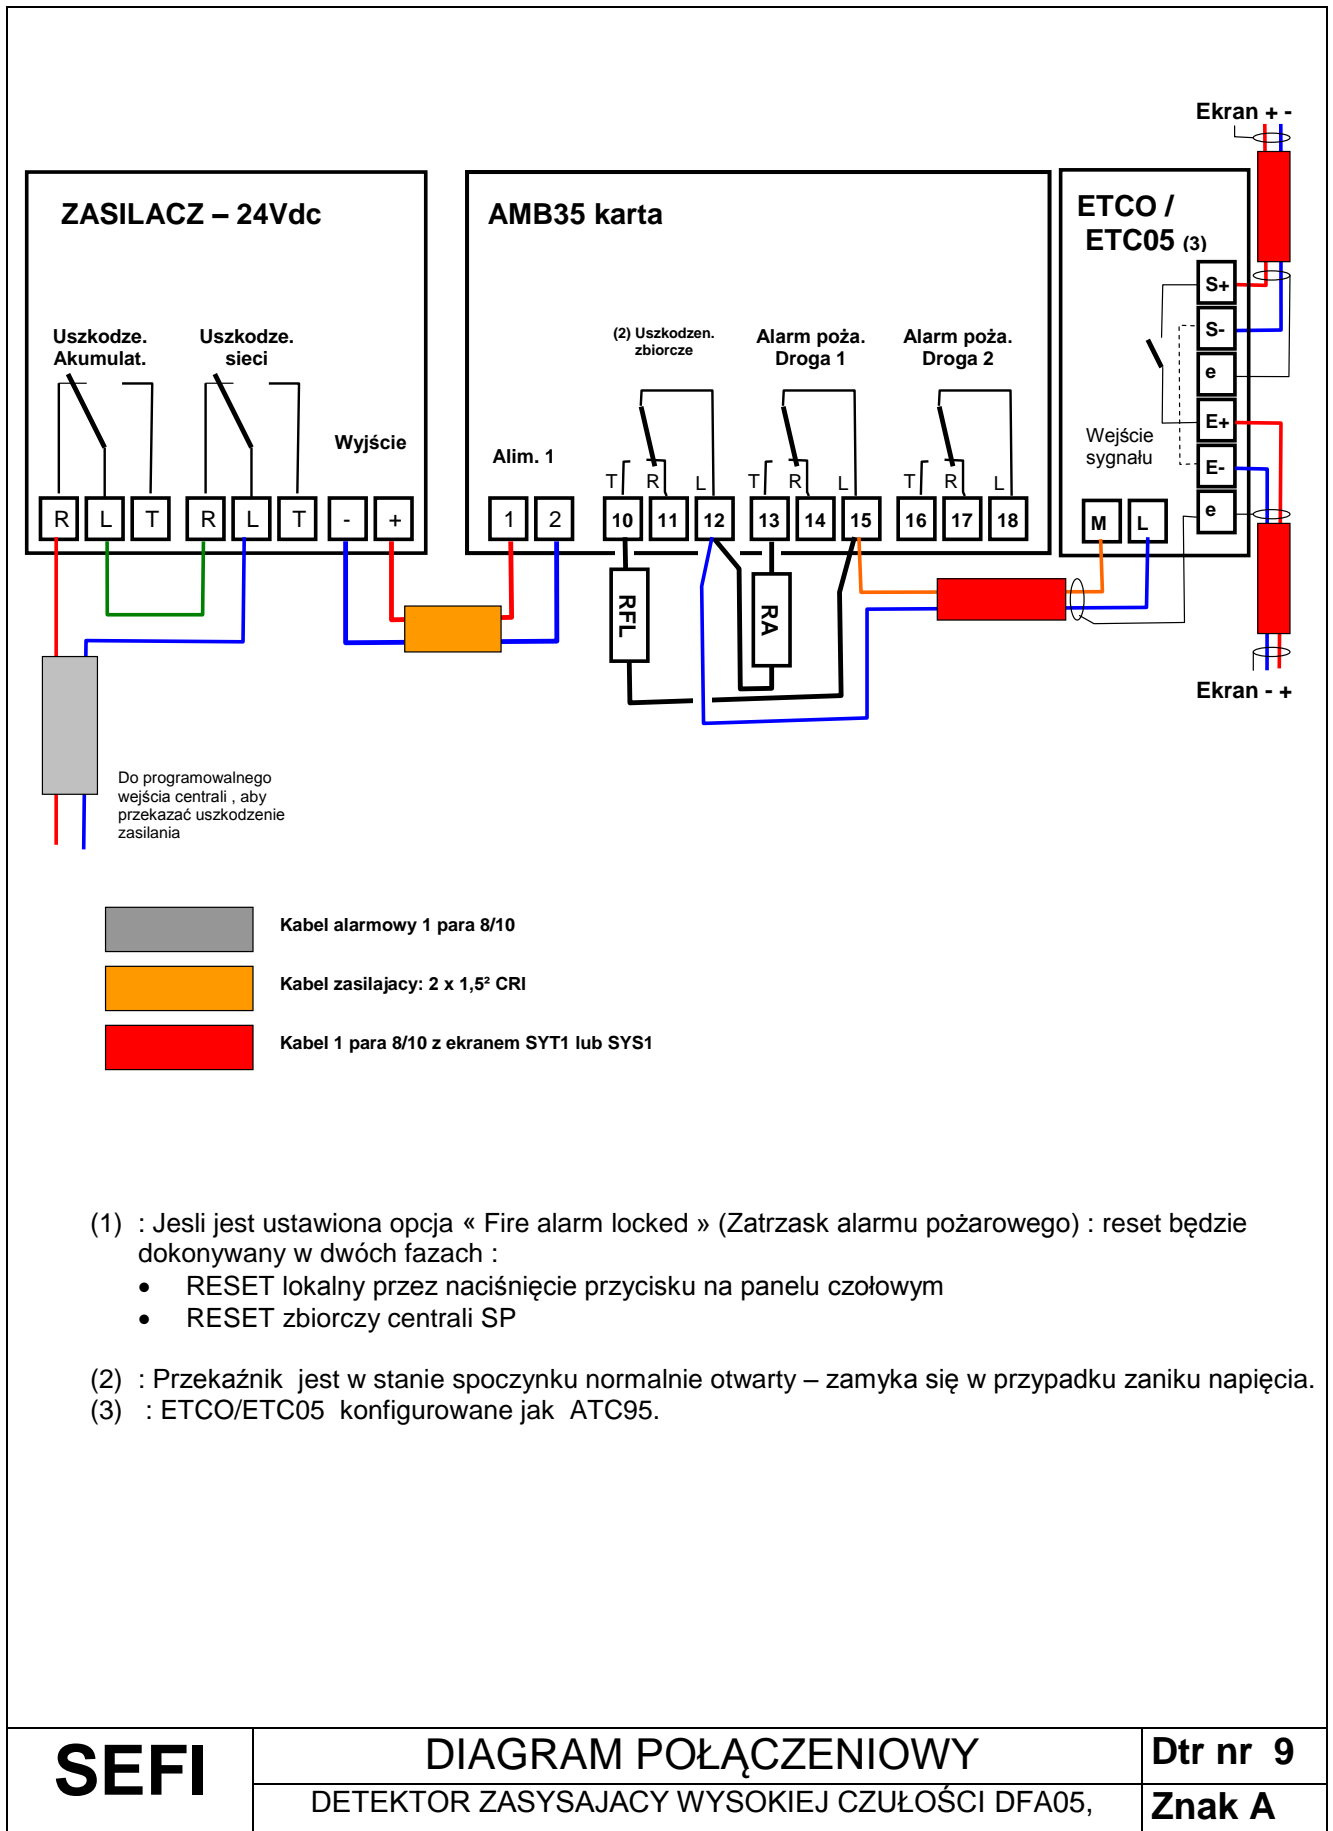 Ekran + -
ZASILACZ – 24Vdc
AMB35 karta
ETCO /
ETC05 (3)
S+
S-
e
E+
E-
e
Uszkodze.
Akumulat.
Uszkodze.
sieci
Wyjście
(2) Uszkodzen.
zbiorcze
Alarm poża.
Droga 1
Alarm poża.
Droga 2
Alim. 1
Wejście
sygnału
T R L T R L T R L
R L T R L T - +
1 2 10 11 12 13 14 15 16 17 18
M L
RFL
RA
Ekran - +
Do programowalnego
wejścia centrali , aby
przekazać uszkodzenie
zasilania
Kabel alarmowy 1 para 8/10
Kabel zasilajacy: 2 x 1,5² CRI
Kabel 1 para 8/10 z ekranem SYT1 lub SYS1
(1) : Jesli jest ustawiona opcja « Fire alarm locked » (Zatrzask alarmu pożarowego) : reset będzie
dokonywany w dwóch fazach :
• RESET lokalny przez naciśnięcie przycisku na panelu czołowym
• RESET zbiorczy centrali SP
(2) : Przekaźnik jest w stanie spoczynku normalnie otwarty – zamyka się w przypadku zaniku napięcia.
(3) : ETCO/ETC05 konfigurowane jak ATC95.
SEFI
DIAGRAM POŁĄCZENIOWY
Dtr nr 9
DETEKTOR ZASYSAJACY WYSOKIEJ CZUŁOŚCI DFA05,
Znak A